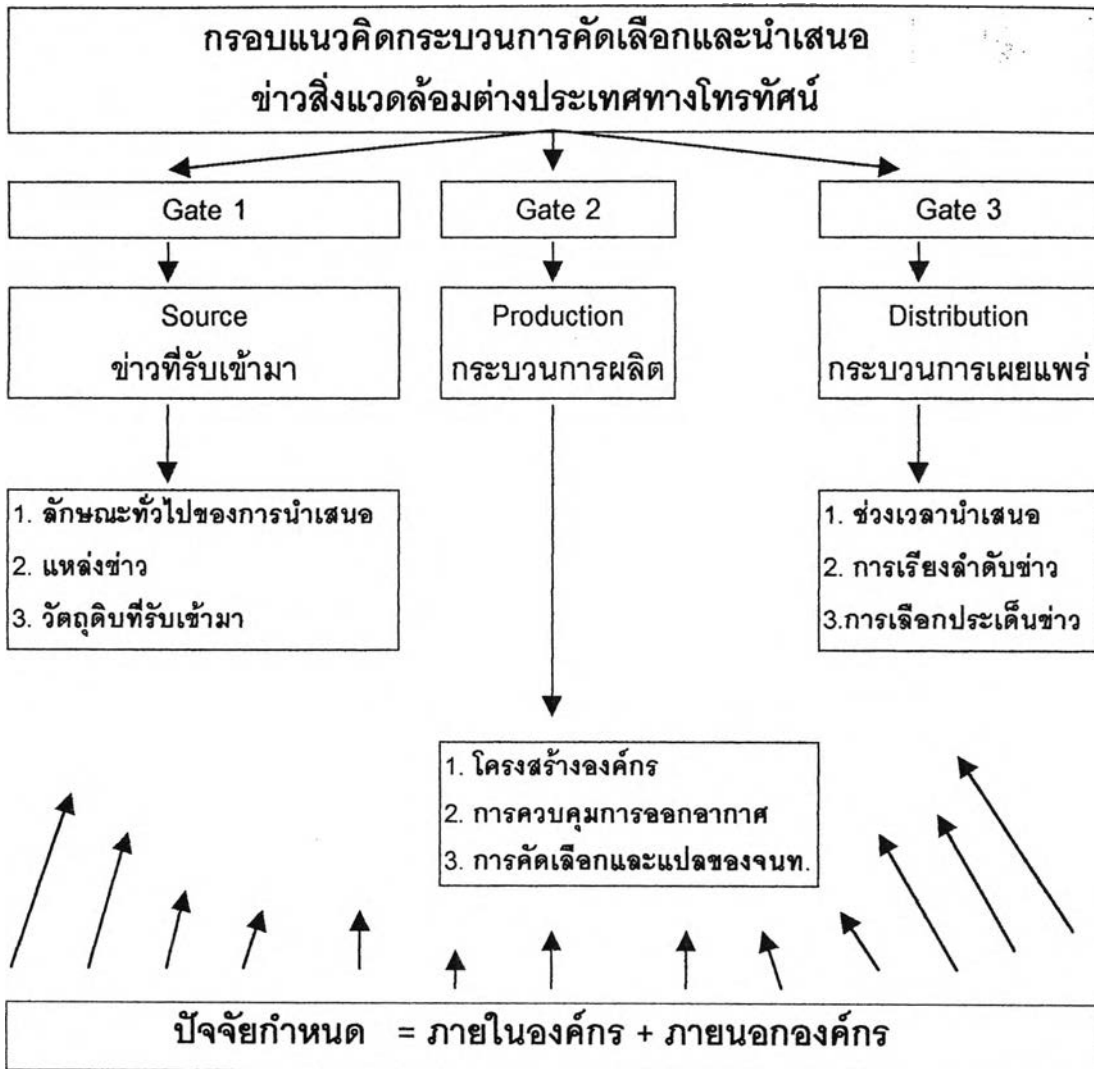 กรอบแนวคิดกระบวนการคัดเลือกและนำเสนอ
ข่าวสิ่งแวดล้อมต่างประเทศทางโทรทัศน์
Gate 1
Gate 2
Gate 3
Source
ข่าวที่รับเข้ามา
Production
กระบวนการผลิต
Distribution
กระบวนการเผยแพร่
1. ลักษณะทั่วไปของการนำเสนอ
2. แหล่งข่าว
3. วัตถุดิบที่รับเข้ามา
1. ช่วงเวลานำเสนอ
2. การเรียงลำดับข่าว
3.การเลือกประเด็นข่าว
1. โครงสร้างองค์กร
2. การควบคุมการออกอากาศ
3. การคัดเลือกและแปลของจนท.
ปัจจัยกำหนด = ภายในองค์กร + ภายนอกองค์กร